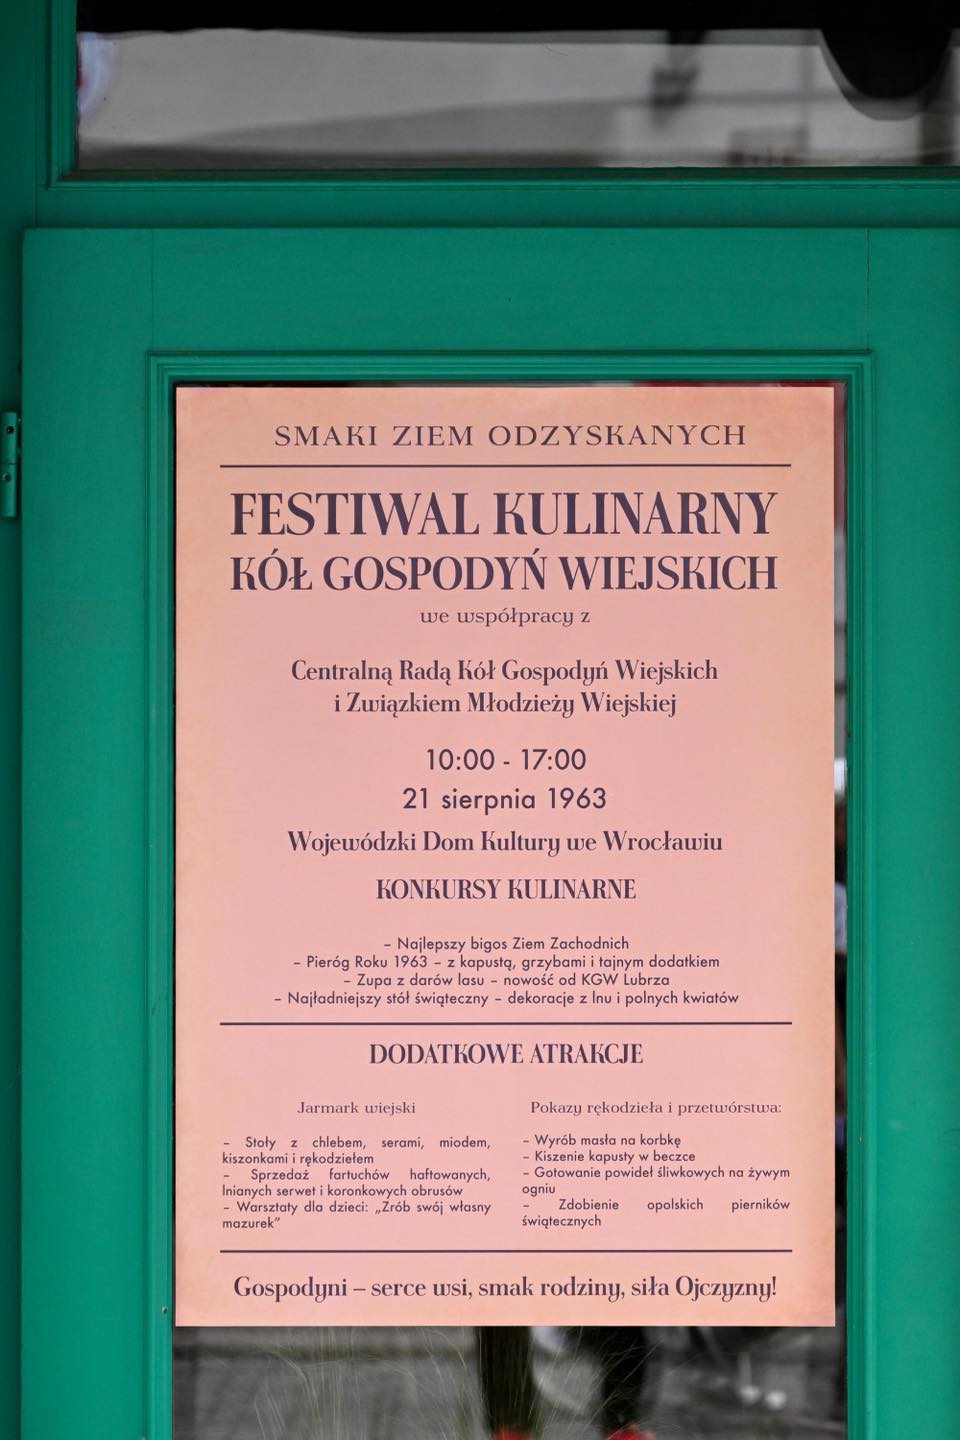 SMAKI ZIEM ODZYSKANYCH
FESTIWAL KULINARNY
KÓŁ GOSPODYŃ WIEJSKICH
we współpracy z
Centralną Radą Kół Gospodyń Wiejskich
i Związkiem Młodzieży Wiejskiej
10:00 - 17:00
21 sierpnia 1963
Wojewódzki Dom Kultury we Wrocławiu
KONKURSY KULINARNE
– Najlepszy bigos Ziem Zachodnich
– Pieróg Roku 1963 – z kapustą, grzybami i tajnym dodatkiem
– Zupa z darów lasu – nowość od KGW Lubrza
– Najładniejszy stół świąteczny – dekoracje z lnu i polnych kwiatów
DODATKOWE ATRAKCJE
Jarmark wiejski
– Stoły z chlebem, serami, miodem,
kiszonkami i rękodziełem
– Sprzedaż fartuchów haftowanych,
lnianych serwet i koronkowych obrusów
– Warsztaty dla dzieci: „Zrób swój własny
mazurek”
Pokazy rękodzieła i przetwórstwa:
– Wyrób masła na korbkę
– Kiszenie kapusty w beczce
– Gotowanie powideł śliwkowych na żywym
ogniu
– Zdobienie opolskich pierników
świątecznych
Gospodyni – serce wsi, smak rodziny, siła Ojczyzny!